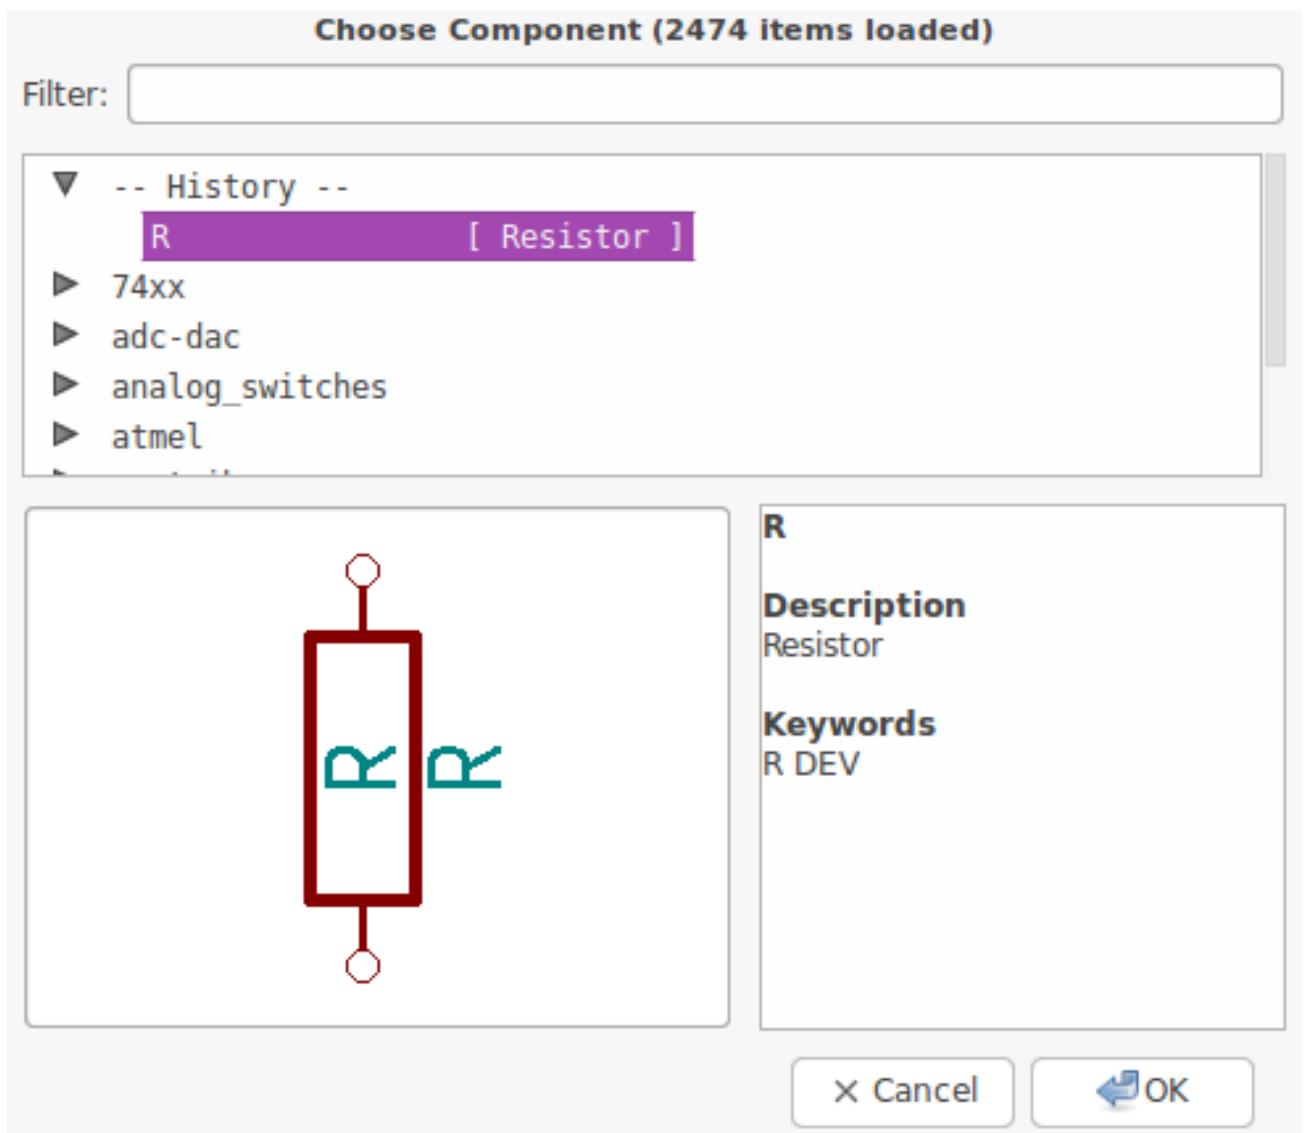 Choose Component (2474 items loaded)
Filter:
-- History --
R [ Resistor ]
74xx
adc-dac
analog_switches
atmel
R
R
R
Description
Resistor
Keywords
R DEV
Cancel
OK